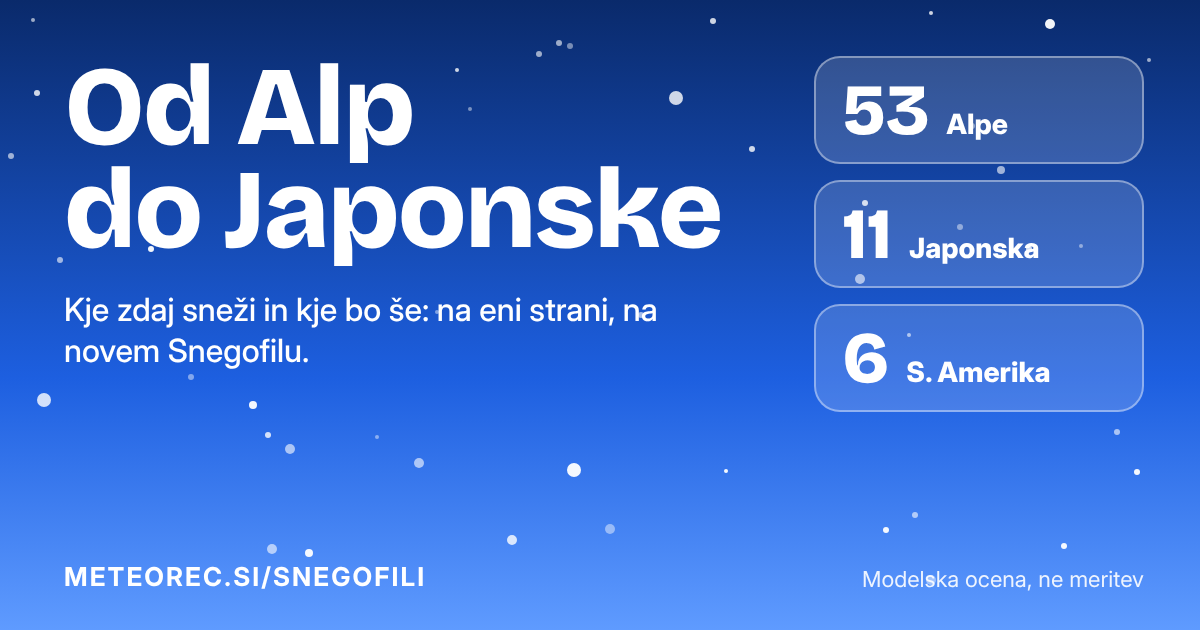 Od Alp
do Japonske
Kje zdaj sneži in kje bo še: na eni strani, na
novem Snegofilu.
53 Alpe
11 Japonska
6 S. Amerika
METEOREC.SI/SNEGOFILI
Modelska ocena, ne meritev